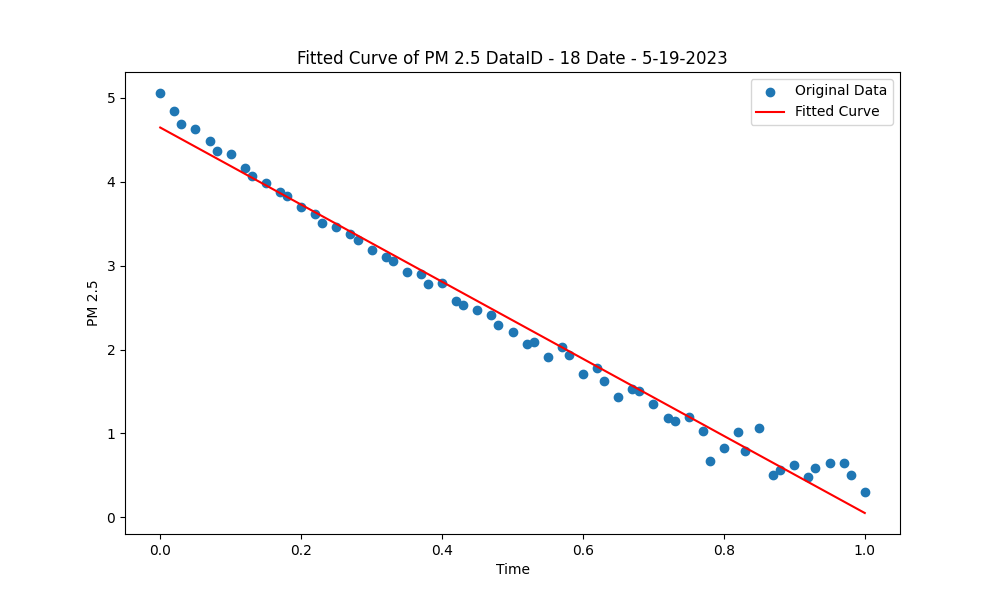 Fitted Curve of PM 2.5 DataID - 18 Date - 5-19-2023
Original Data
Fitted Curve
5
4
3
2
1
0
PM 2.5
0.0 0.2 0.4 0.6 0.8 1.0
Time